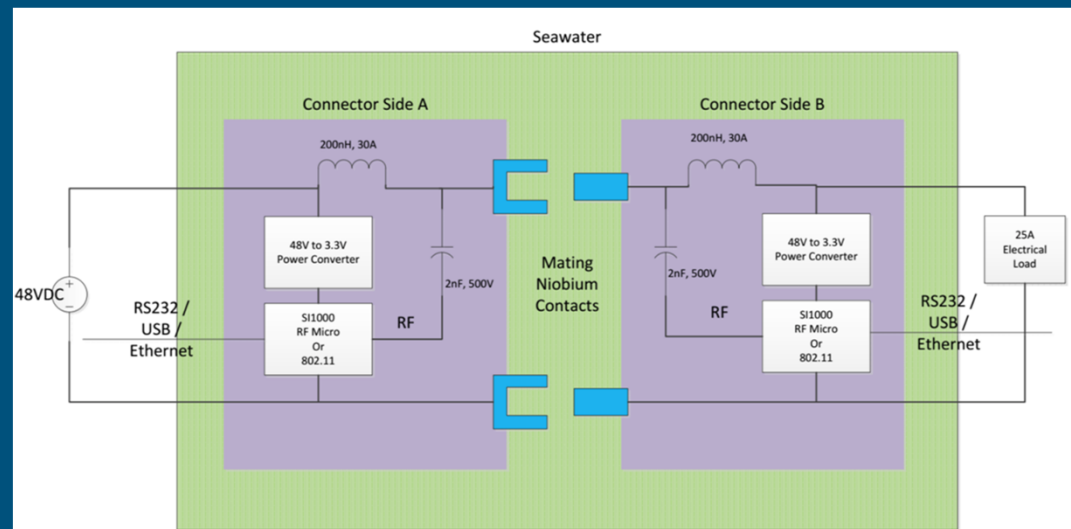 Seawater
Connector Side A
Connector Side B
200nH, 30A
200nH, 30A
48V to 3.3V
Power Converter
48V to 3.3V
Power Converter
25A
Electrical
Load
2nF, 500V
Mating
Niobium
Contacts
2nF, 500V
48VDC
RS232 /
USB /
Ethernet
SI1000
RF Micro
Or
802.11
RF
RF
SI1000
RF Micro
Or
802.11
RS232 /
USB /
Ethernet